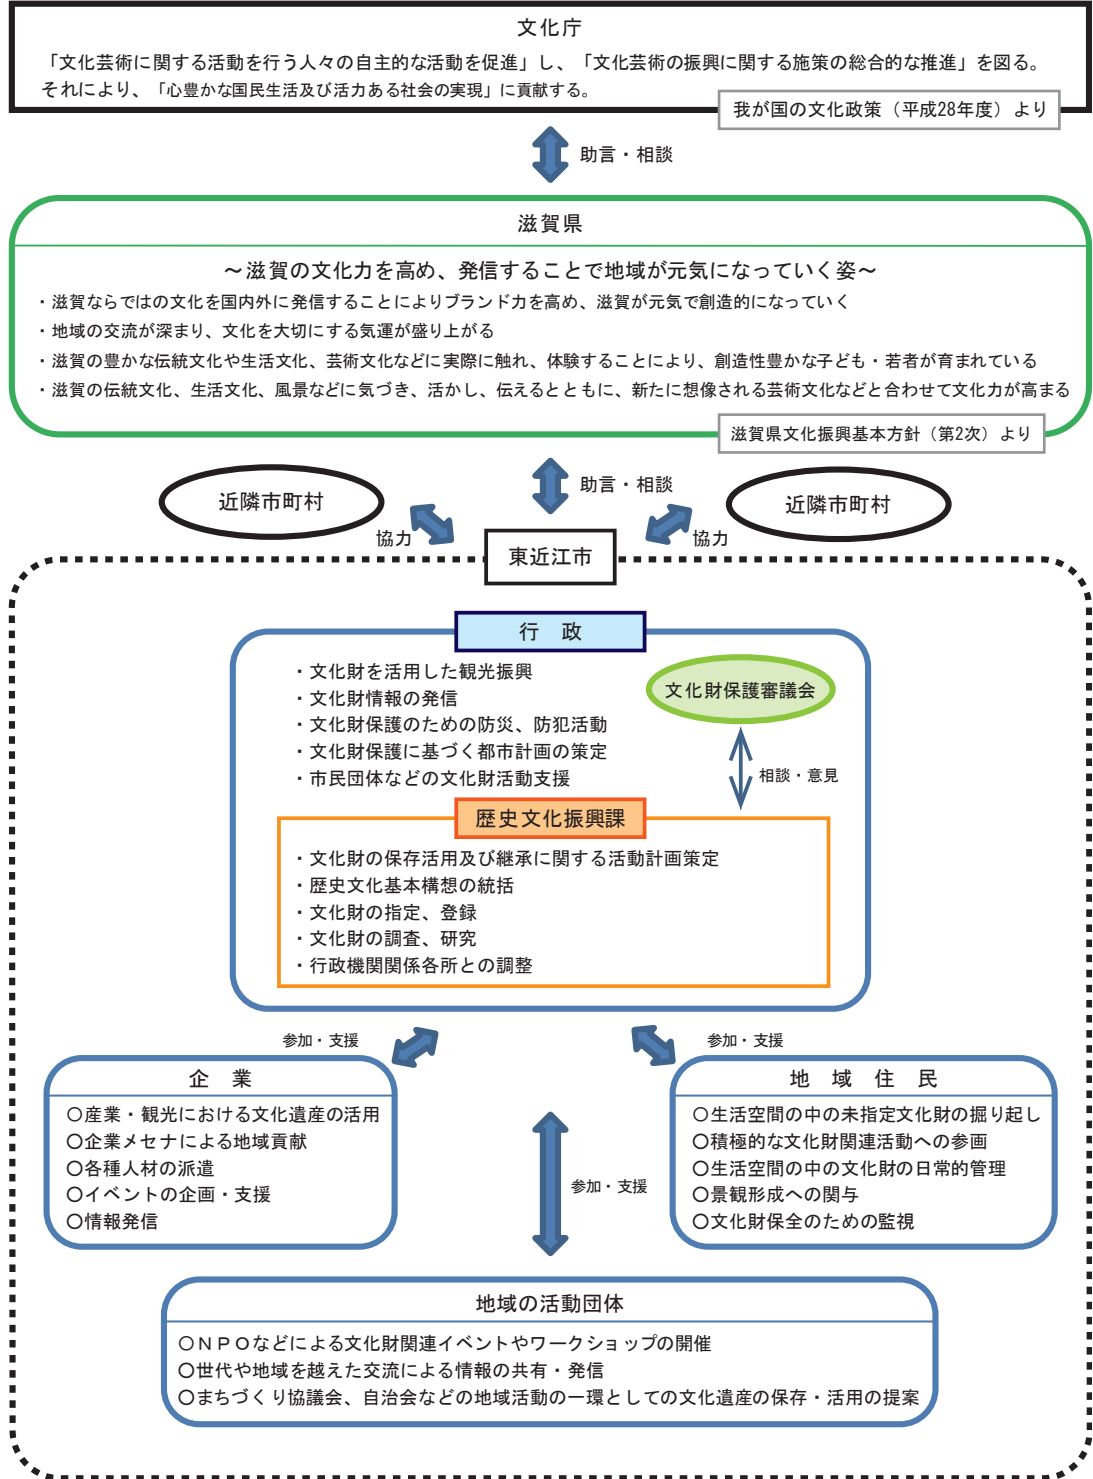 文化庁
「文化芸術に関する活動を行う人々の自主的な活動を促進」し、「文化芸術の振興に関する施策の総合的な推進」を図る。
それにより、「心豊かな国民生活及び活力ある社会の実現」に貢献する。
我が国の文化政策（平成28年度）より
助言・相談
滋賀県
～滋賀の文化力を高め、発信することで地域が元気になっていく姿～
・滋賀ならではの文化を国内外に発信することによりブランド力を高め、滋賀が元気で創造的になっていく
・地域の交流が深まり、文化を大切にする気運が盛り上がる
・滋賀の豊かな伝統文化や生活文化、芸術文化などに実際に触れ、体験することにより、創造性豊かな子ども・若者が育まれている
・滋賀の伝統文化、生活文化、風景などに気づき、活かし、伝えるとともに、新たに想像される芸術文化などと合わせて文化力が高まる
滋賀県文化振興基本方針（第2次）より
助言・相談
近隣市町村
近隣市町村
協力
協力
東近江市
行　政
・文化財を活用した観光振興
・文化財情報の発信
・文化財保護のための防災、防犯活動
・文化財保護に基づく都市計画の策定
・市民団体などの文化財活動支援
文化財保護審議会
相談・意見
歴史文化振興課
・文化財の保存活用及び継承に関する活動計画策定
・歴史文化基本構想の統括
・文化財の指定、登録
・文化財の調査、研究
・行政機関関係各所との調整
参加・支援
参加・支援
企　業
○産業・観光における文化遺産の活用
○企業メセナによる地域貢献
○各種人材の派遣
○イベントの企画・支援
○情報発信
地　域　住　民
○生活空間の中の未指定文化財の掘り起し
○積極的な文化財関連活動への参画
○生活空間の中の文化財の日常的管理
○景観形成への関与
○文化財保全のための監視
参加・支援
地域の活動団体
○ＮＰＯなどによる文化財関連イベントやワークショップの開催
○世代や地域を越えた交流による情報の共有・発信
○まちづくり協議会、自治会などの地域活動の一環としての文化遺産の保存・活用の提案